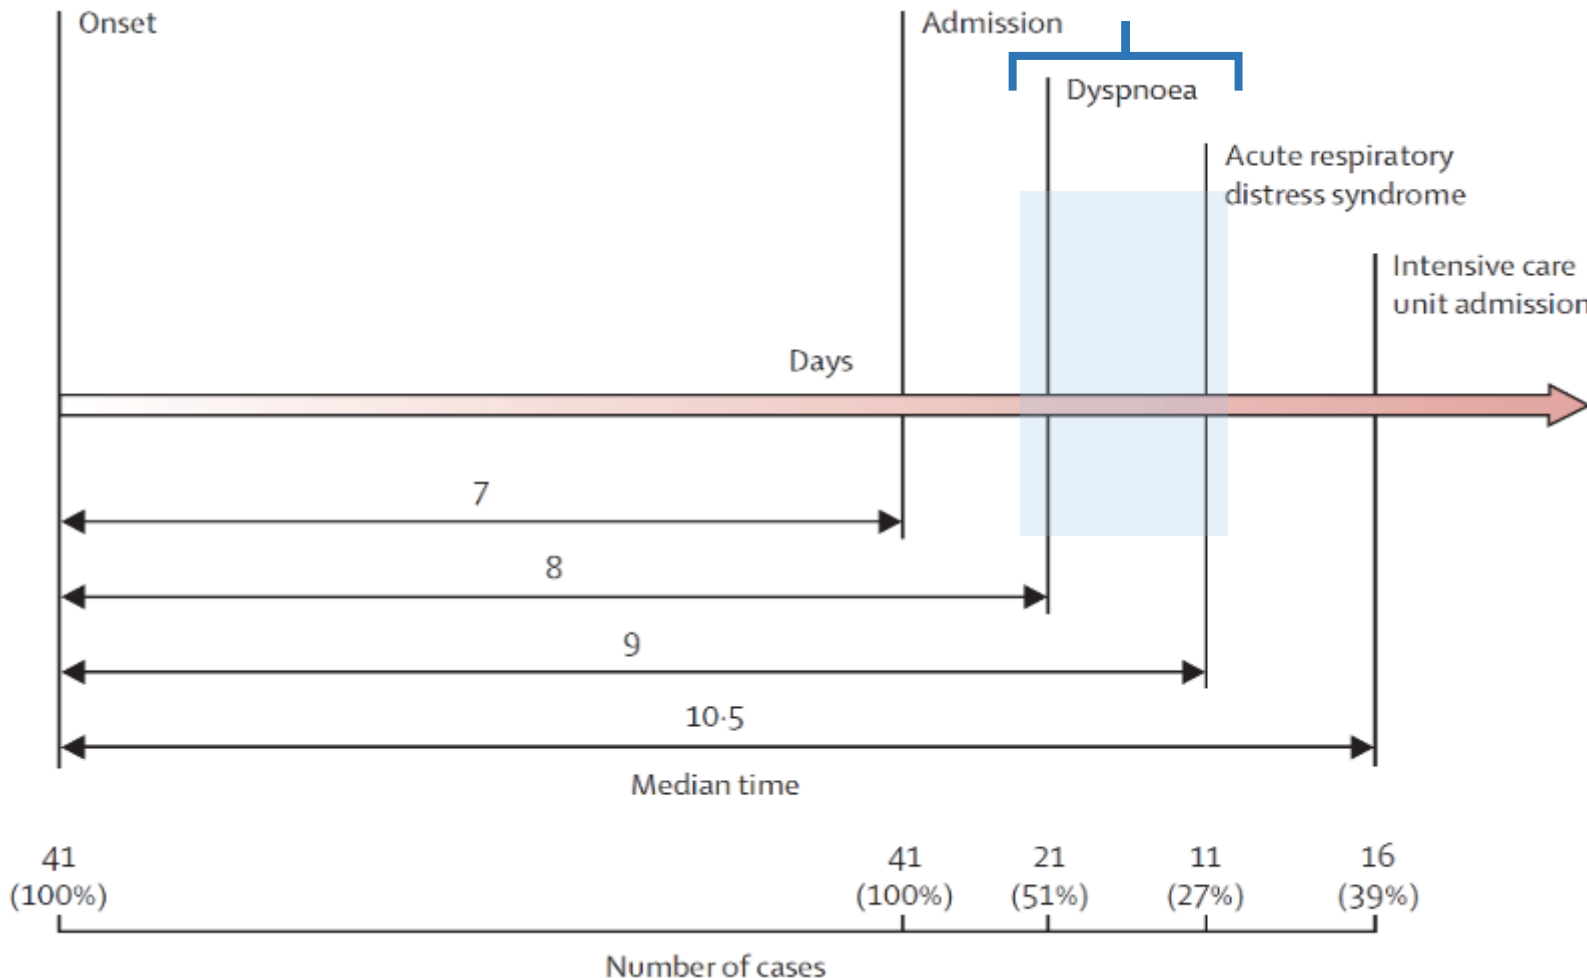 Onset
Admission
Dyspnoea
Acute respiratory
distress syndrome
Intensive care
unit admission
Days
7
8
9
10·5
Median time
41 41 21 11 16
(100%) (100%) (51%) (27%) (39%)
Number of cases